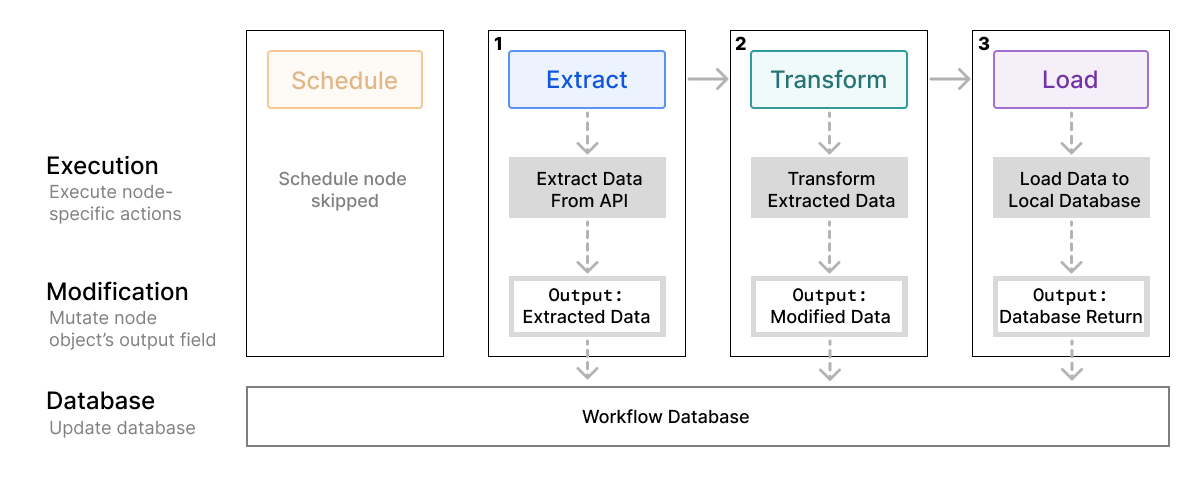 1
2
3
Schedule
Extract
Transform
Load
Execution
Execute node-
specific actions
Schedule node
skipped
Extract Data
From API
Transform
Extracted Data
Load Data to
Local Database
Modification
Mutate node
object’s output field
Output:
Extracted Data
Output:
Modified Data
Output:
Database Return
Database
Update database
Workflow Database